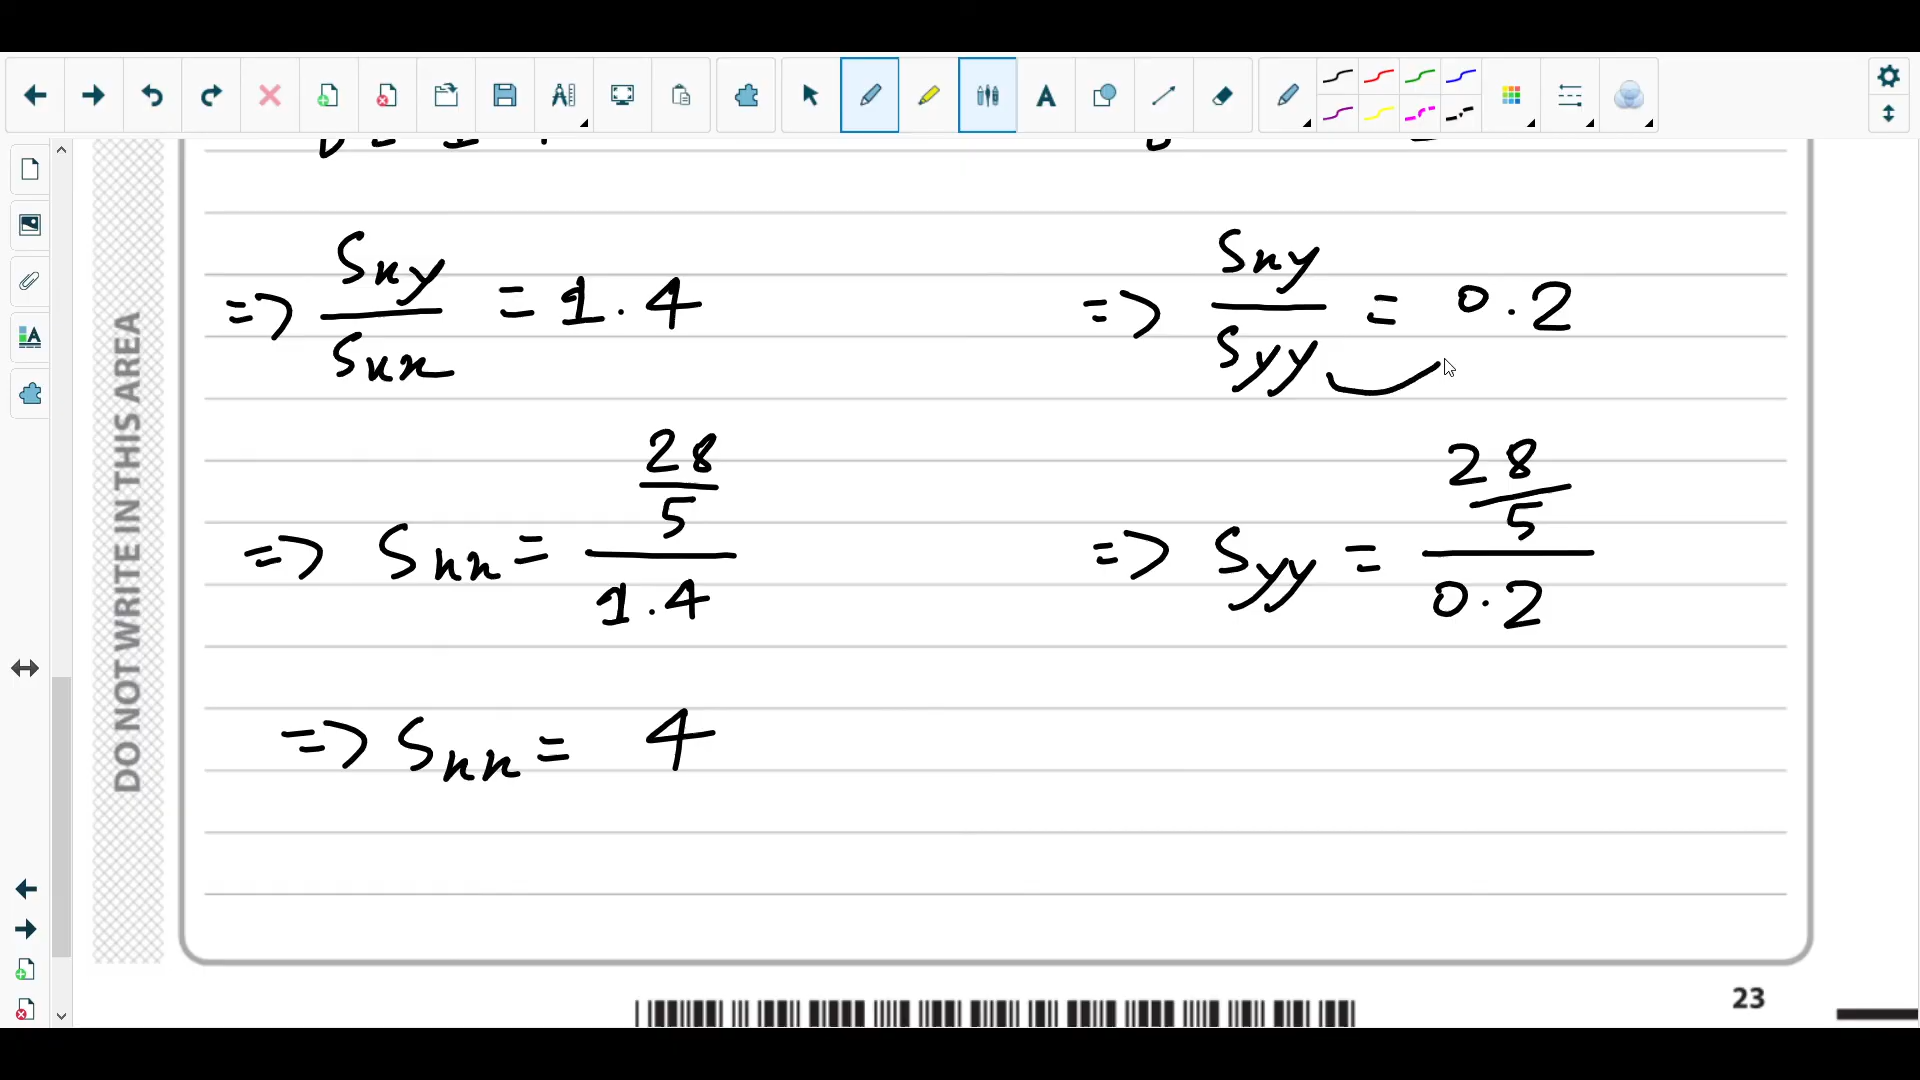 => Sxy/Sxx = 1.4
=> Sxy/Syy = 0.2
=> Sxx = (28/5)/1.4
=> Syy = (28/5)/0.2
=> Sxx = 4
DO NOT WRITE IN THIS AREA
23